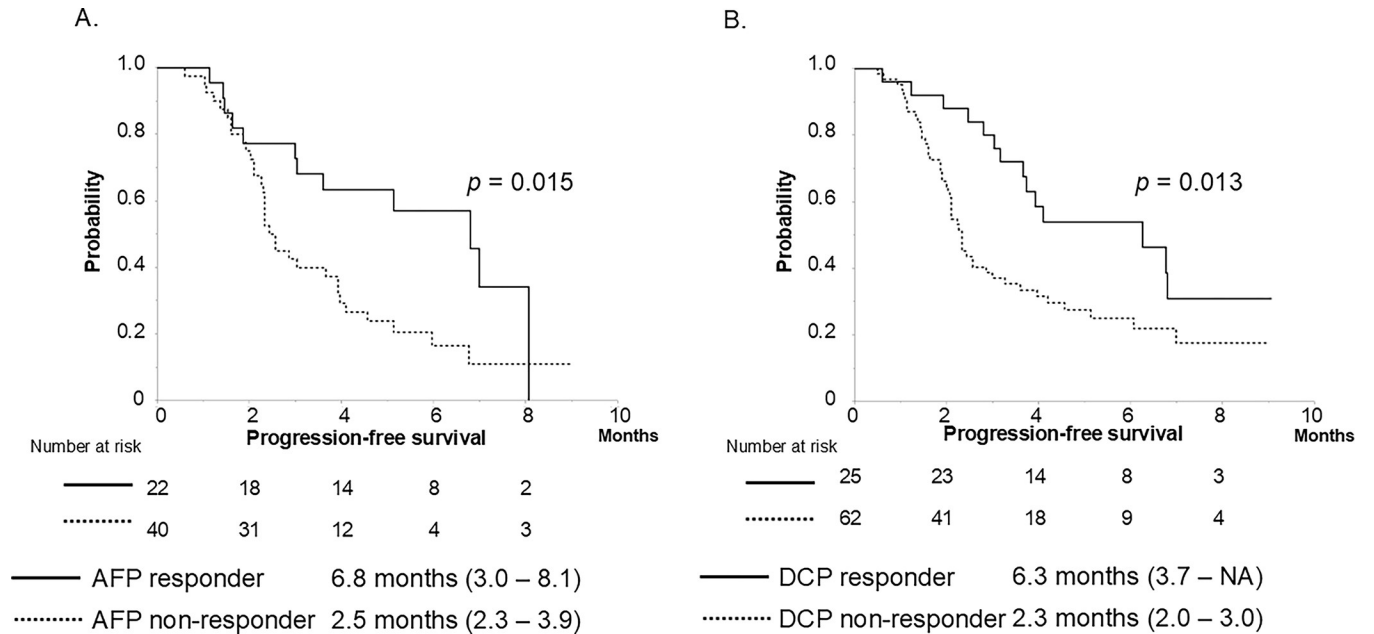 A.
1.0
0.8
0.6
0.4
0.2
0
Probability
p = 0.015
0 2 4 6 8 10
Progression-free survival
Months
Number at risk
22 18 14 8 2
40 31 12 4 3
AFP responder 6.8 months (3.0 – 8.1)
AFP non-responder 2.5 months (2.3 – 3.9)
B.
1.0
0.8
0.6
0.4
0.2
0
Probability
p = 0.013
0 2 4 6 8 10
Progression-free survival
Months
Number at risk
25 23 14 8 3
62 41 18 9 4
DCP responder 6.3 months (3.7 – NA)
DCP non-responder 2.3 months (2.0 – 3.0)